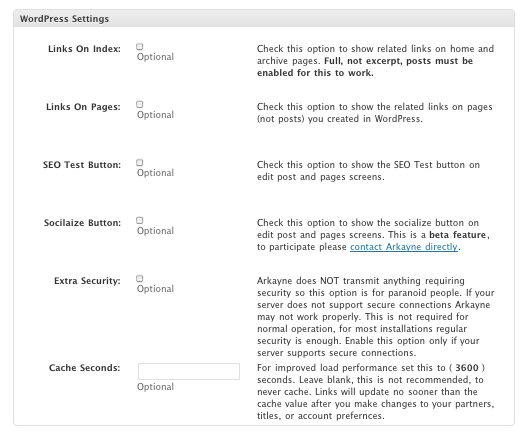 WordPress Settings
Links On Index:
Optional
Check this option to show related links on home and
archive pages. Full, not excerpt, posts must be
enabled for this to work.
Links On Pages:
Optional
Check this option to show the related links on pages
(not posts) you created in WordPress.
SEO Test Button:
Optional
Check this option to show the SEO Test button on
edit post and pages screens.
Socilaize Button:
Optional
Check this option to show the socialize button on
edit post and pages screens. This is a beta feature,
to participate please contact Arkayne directly.
Extra Security:
Optional
Arkayne does NOT transmit anything requiring
security so this option is for paranoid people. If your
server does not support secure connections Arkayne
may not work properly. This is not required for
normal operation, for most installations regular
security is enough. Enable this option only if your
server supports secure connections.
Cache Seconds:
Optional
For improved load performance set this to ( 3600 )
seconds. Leave blank, this is not recommended, to
never cache. Links will update no sooner than the
cache value after you make changes to your partners,
titles, or account prefernces.